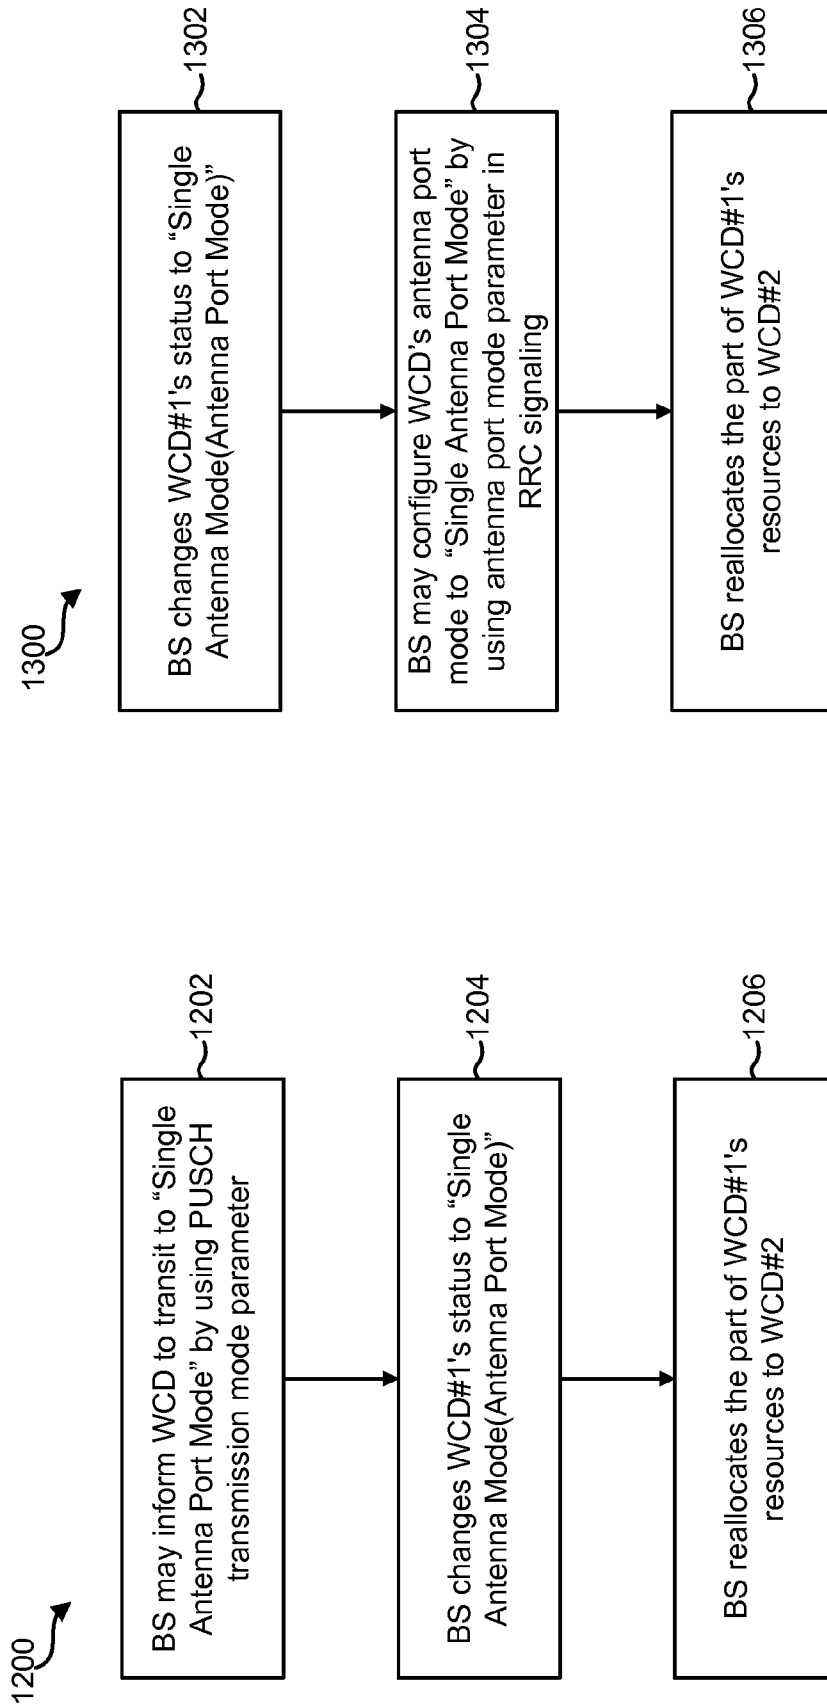 1200
BS may inform WCD to transit to “Single
Antenna Port Mode” by using PUSCH
transmission mode parameter
1202
BS changes WCD#1's status to “Single
Antenna Mode(Antenna Port Mode)”
1204
BS reallocates the part of WCD#1's
resources to WCD#2
1206
1300
BS changes WCD#1's status to “Single
Antenna Mode(Antenna Port Mode)”
1302
BS may configure WCD’s antenna port
mode to “Single Antenna Port Mode” by
using antenna port mode parameter in
RRC signaling
1304
BS reallocates the part of WCD#1's
resources to WCD#2
1306